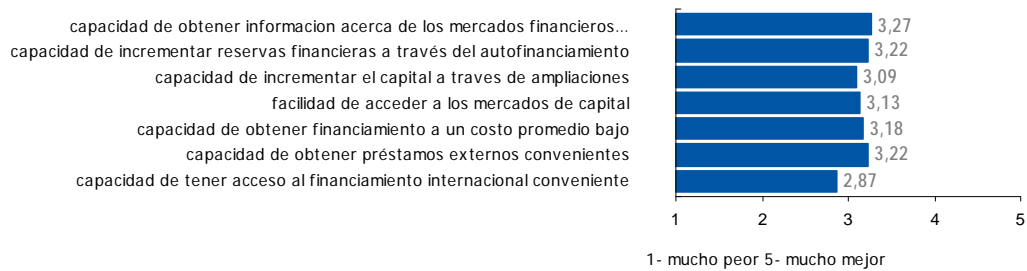 capacidad de obtener informacion acerca de los mercados financieros... 3,27
capacidad de incrementar reservas financieras a través del autofinanciamiento 3,22
capacidad de incrementar el capital a traves de ampliaciones 3,09
facilidad de acceder a los mercados de capital 3,13
capacidad de obtener financiamiento a un costo promedio bajo 3,18
capacidad de obtener préstamos externos convenientes 3,22
capacidad de tener acceso al financiamiento internacional conveniente 2,87
1 2 3 4 5
1- mucho peor 5- mucho mejor